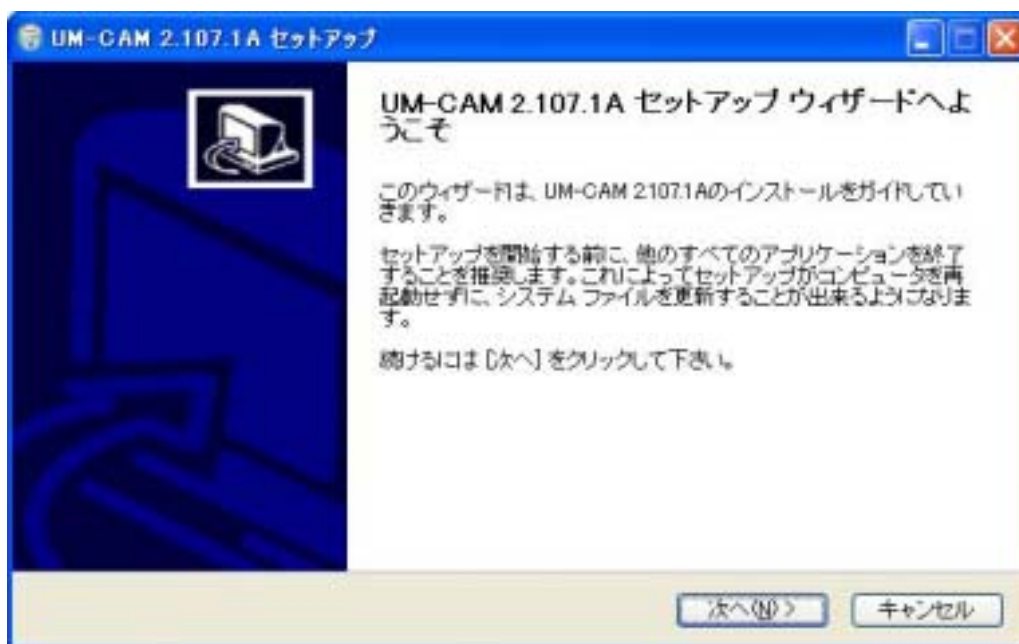 UM-CAM 2.107.1A セットアップ
UM-CAM 2.107.1A セットアップ ウィザードへよ
うこそ
このウィザードは、UM-CAM 2.107.1Aのインストールをガイドしてい
きます。
セットアップを開始する前に、他のすべてのアプリケーションを終了
することを推奨します。これによってセットアップがコンピュータを再
起動せずに、システム ファイルを更新することが出来るようになりま
す。
続けるには [次へ] をクリックして下さい。
次へ(N) >
キャンセル